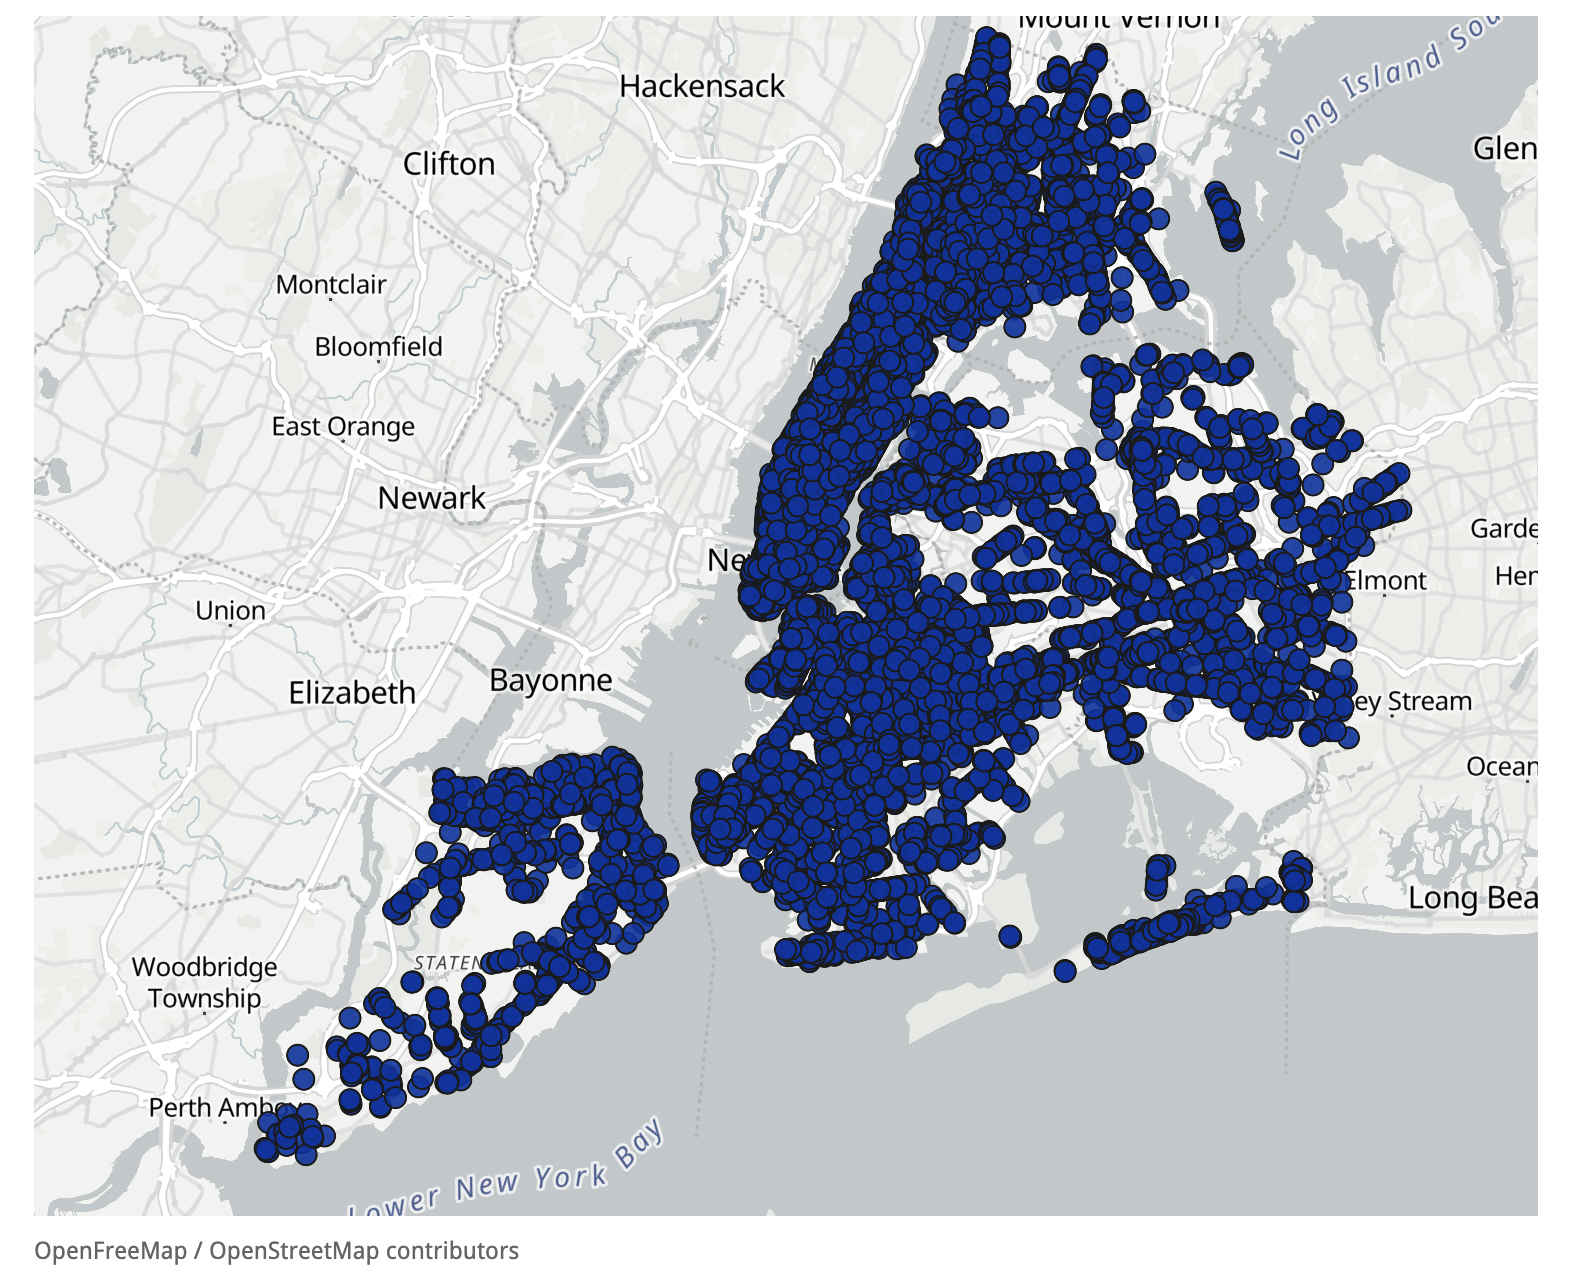 Mount Vernon
Long Island Sou
Hackensack
Glen
Clifton
Montclair
Bloomfield
East Orange
Newark
Garde
Ne
Elmont
Her
Union
Elizabeth
Bayonne
ey Stream
Ocean
Long Bea
STATEN
Woodbridge
Township
Perth Amboy
Lower New York Bay
OpenFreeMap / OpenStreetMap contributors